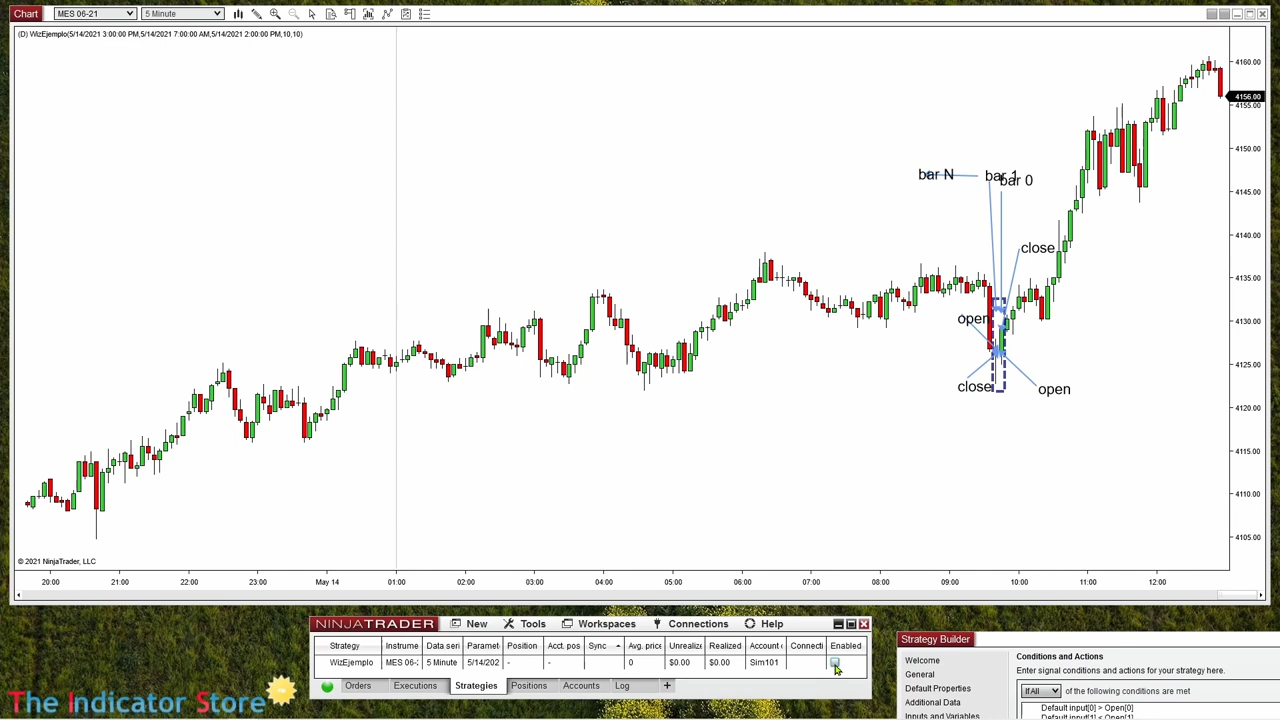 Chart MES 06-21 5 Minute
(D) WizEjemplo(5/14/2021 3:00:00 PM,5/14/2021 7:00:00 AM,5/14/2021 2:00:00 PM,10,10)
4160.00
4156.00
4155.00
4150.00
4145.00
4140.00
4135.00
4130.00
4125.00
4120.00
4115.00
4110.00
4105.00
bar N
bar 1
bar 0
close
open
close
open
© 2021 NinjaTrader, LLC
20:00 21:00 22:00 23:00 May 14 01:00 02:00 03:00 04:00 05:00 06:00 07:00 08:00 09:00 10:00 11:00 12:00
NINJATRADER New Tools Workspaces Connections Help
Strategy Instrume Data seri Paramet Position Acct. pos Sync Avg. price Unrealiz Realized Account Connecti Enabled
WizEjemplo MES 06-: 5 Minute 5/14/202 - - 0 $0.00 $0.00 Sim101
Orders Executions Strategies Positions Accounts Log +
The Indicator Store
Strategy Builder
Welcome
General
Default Properties
Additional Data
Inputs and Variables
Conditions and Actions
Enter signal conditions and actions for your strategy here.
If All of the following conditions are met
Default input[0] > Open[0]
Default input[1] < Open[1]